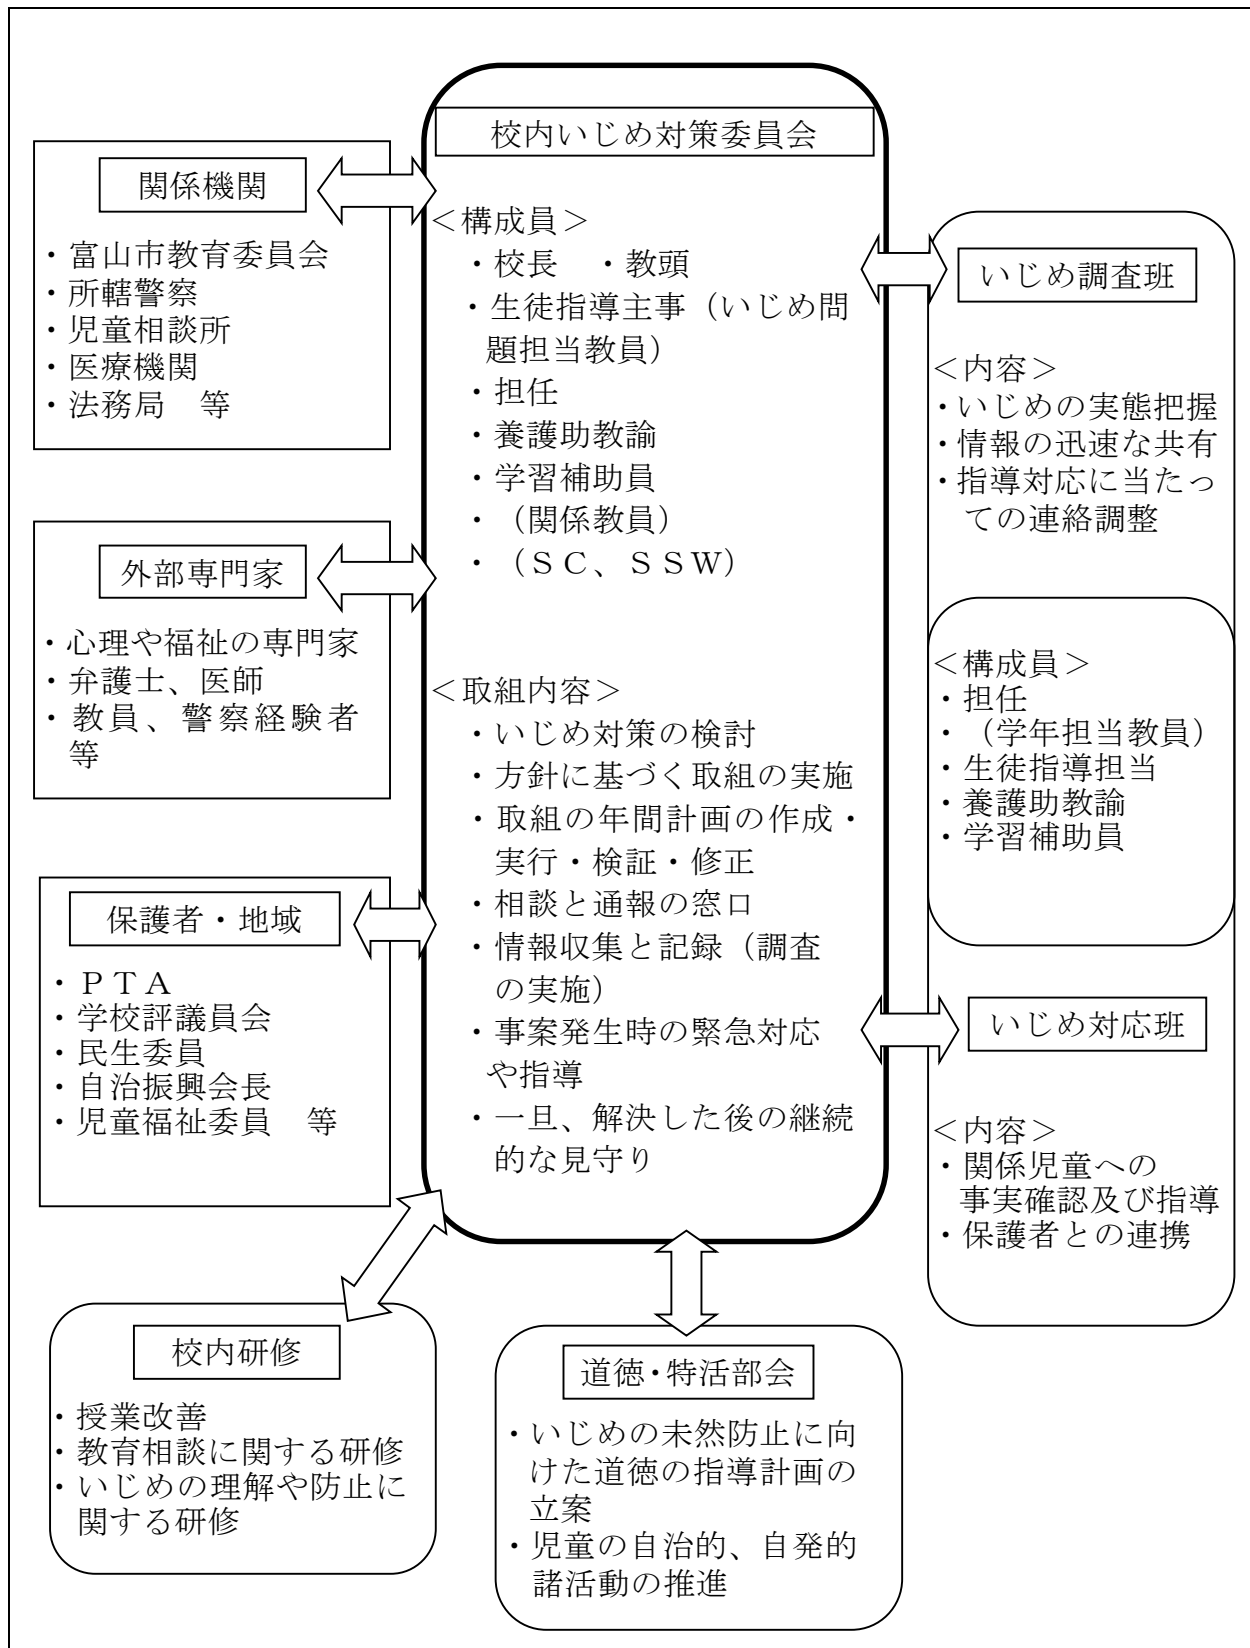 校内いじめ対策委員会
＜構成員＞
・校長　・教頭
・生徒指導主事（いじめ問
題担当教員）
・担任
・養護助教諭
・学習補助員
・（関係教員）
・（ＳＣ、ＳＳＷ）
＜取組内容＞
・いじめ対策の検討
・方針に基づく取組の実施
・取組の年間計画の作成・
実行・検証・修正
・相談と通報の窓口
・情報収集と記録（調査
の実施）
・事案発生時の緊急対応
や指導
・一旦、解決した後の継続
的な見守り
関係機関
・富山市教育委員会
・所轄警察
・児童相談所
・医療機関
・法務局　等
外部専門家
・心理や福祉の専門家
・弁護士、医師
・教員、警察経験者
等
保護者・地域
・ＰＴＡ
・学校評議員会
・民生委員
・自治振興会長
・児童福祉委員　等
いじめ調査班
＜内容＞
・いじめの実態把握
・情報の迅速な共有
・指導対応に当たっ
ての連絡調整
＜構成員＞
・担任
・（学年担当教員）
・生徒指導担当
・養護助教諭
・学習補助員
いじめ対応班
＜内容＞
・関係児童への
事実確認及び指導
・保護者との連携
校内研修
・授業改善
・教育相談に関する研修
・いじめの理解や防止に
関する研修
道徳・特活部会
・いじめの未然防止に向
けた道徳の指導計画の
立案
・児童の自治的、自発的
諸活動の推進